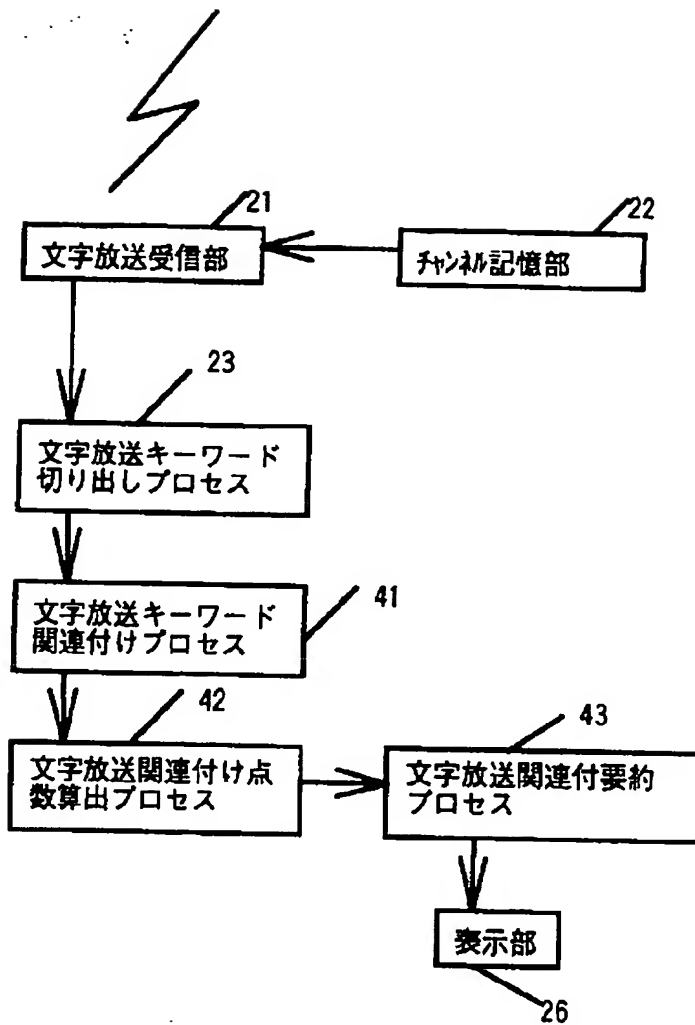 21
22
文字放送受信部
チャンネル記憶部
23
文字放送キーワード
切り出しプロセス
41
文字放送キーワード
関連付けプロセス
42
43
文字放送関連付け点
数算出プロセス
文字放送関連付要約
プロセス
表示部
26